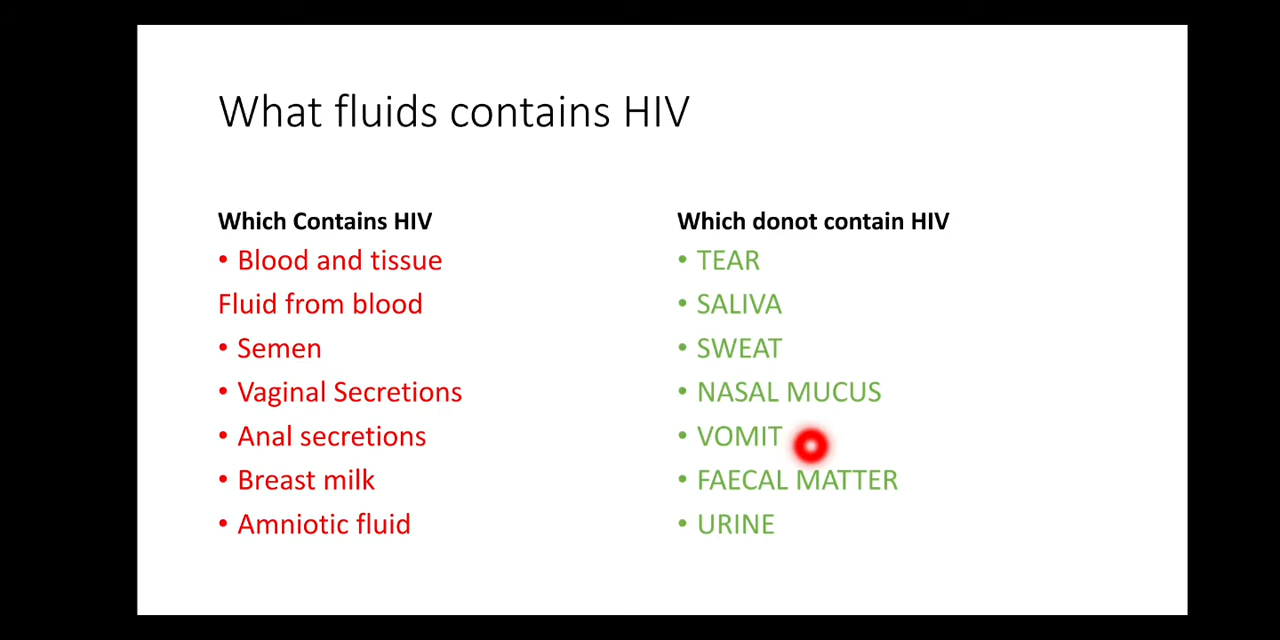 What fluids contains HIV
Which Contains HIV
• Blood and tissue
Fluid from blood
• Semen
• Vaginal Secretions
• Anal secretions
• Breast milk
• Amniotic fluid
Which donot contain HIV
• TEAR
• SALIVA
• SWEAT
• NASAL MUCUS
• VOMIT
• FAECAL MATTER
• URINE